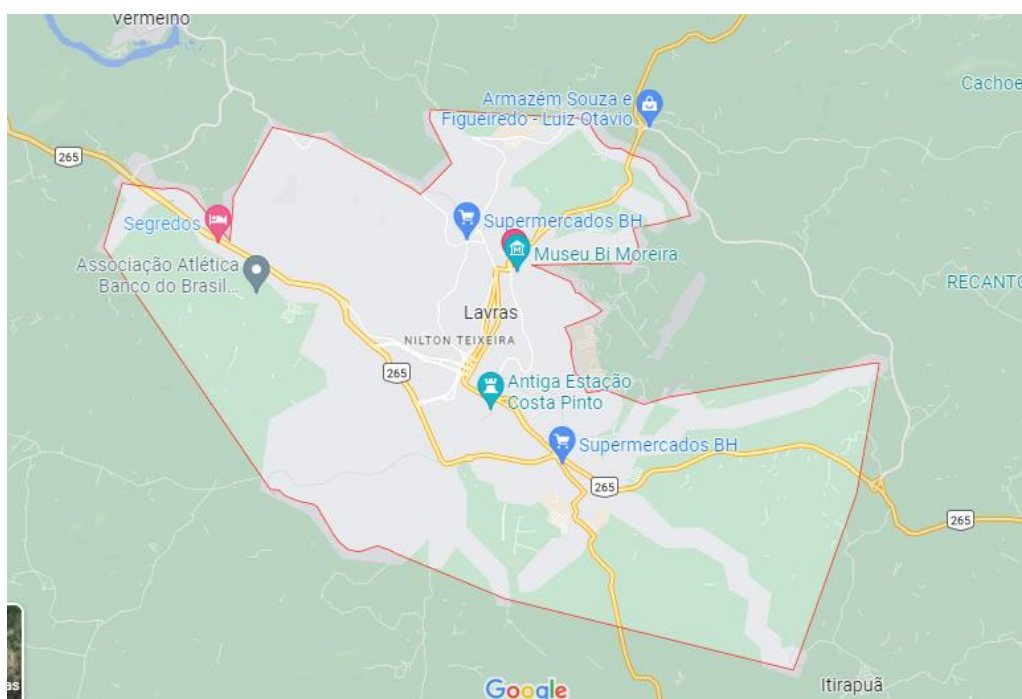 Vermelho
Cachoe
Armazém Souza e
Figueiredo - Luiz Otávio
265
Segredos
Supermercados BH
Museu Bi Moreira
Associação Atlética
Banco do Brasil...
RECANTO
Lavras
NILTON TEIXEIRA
265
Antiga Estação
Costa Pinto
Supermercados BH
265
265
Itirapuã
as
Google